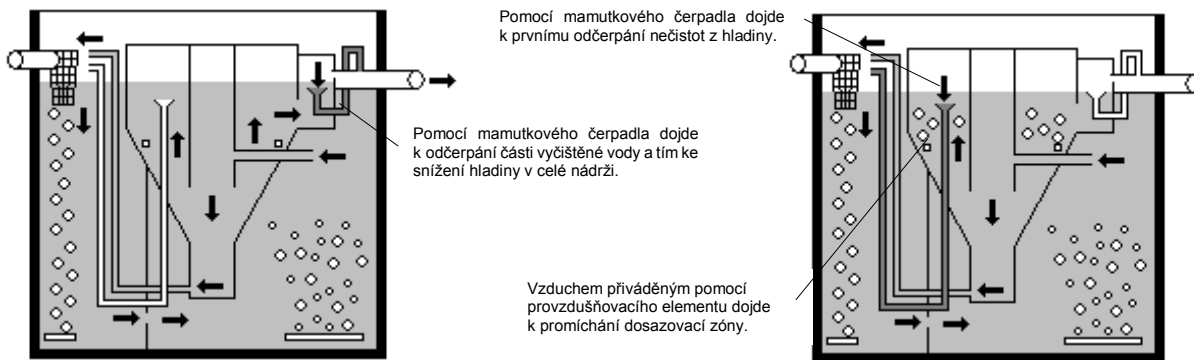 Pomocí mamutkového čerpadla dojde
k prvnímu odčerpání nečistot z hladiny.
Pomocí mamutkového čerpadla dojde
k odčerpání části vyčištěné vody a tím ke
snížení hladiny v celé nádrži.
Vzduchem přiváděným pomocí
provzdušňovacího elementu dojde
k promíchání dosazovací zóny.